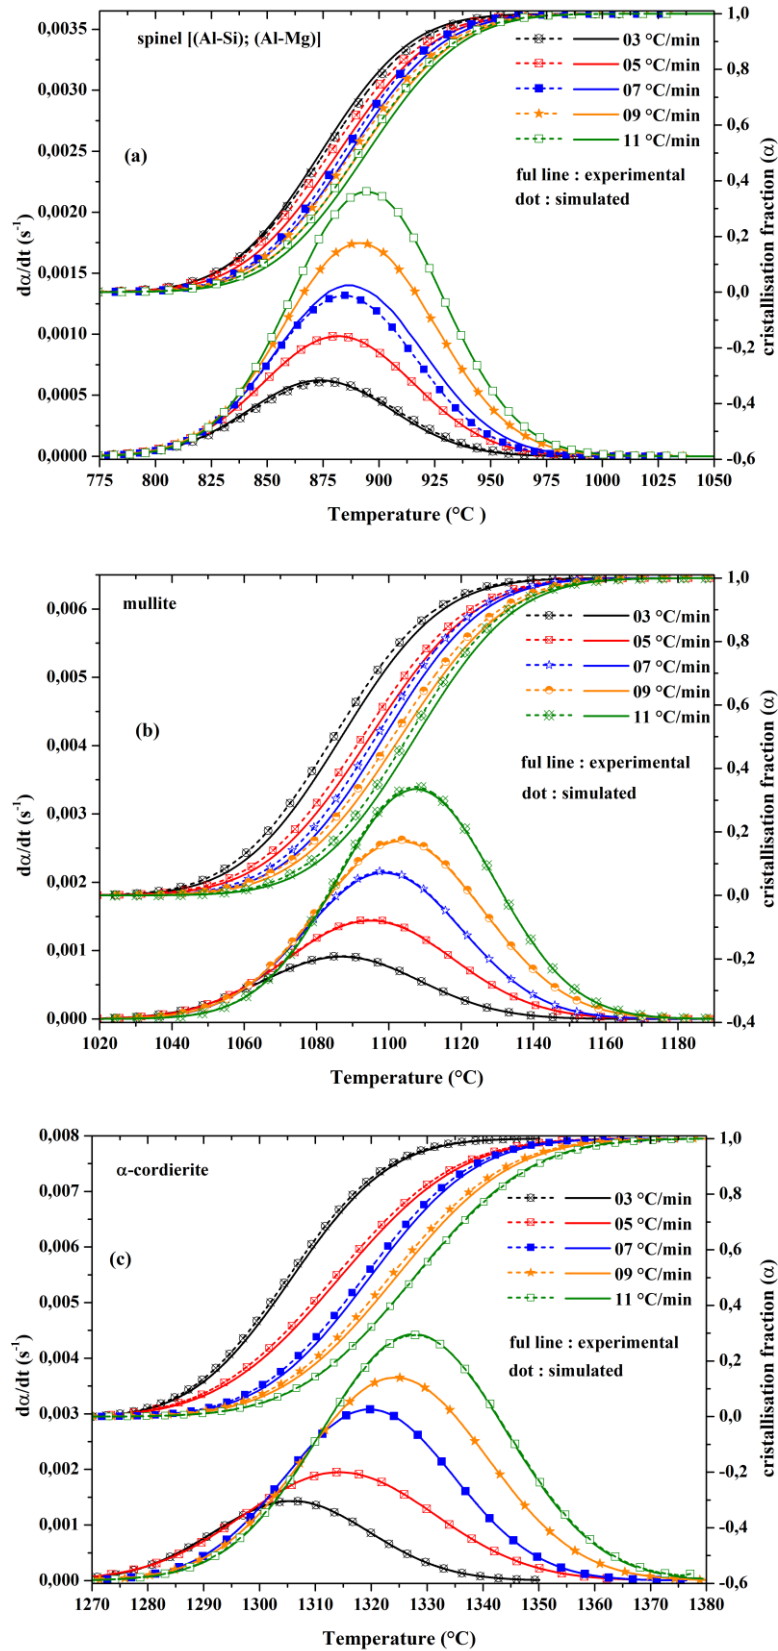 spinel [(Al-Si); (Al-Mg)]
(a)
03 °C/min
05 °C/min
07 °C/min
09 °C/min
11 °C/min
ful line : experimental
dot : simulated
dα/dt (s⁻¹)
0,0035
0,0030
0,0025
0,0020
0,0015
0,0010
0,0005
0,0000
cristallisation fraction (α)
1,0
0,8
0,6
0,4
0,2
0,0
-0,2
-0,4
-0,6
775 800 825 850 875 900 925 950 975 1000 1025 1050
Temperature (°C )
mullite
(b)
03 °C/min
05 °C/min
07 °C/min
09 °C/min
11 °C/min
ful line : experimental
dot : simulated
dα/dt (s⁻¹)
0,006
0,005
0,004
0,003
0,002
0,001
0,000
cristallisation fraction (α)
1,0
0,8
0,6
0,4
0,2
0,0
-0,2
-0,4
1020 1040 1060 1080 1100 1120 1140 1160 1180
Temperature (°C)
α-cordierite
(c)
03 °C/min
05 °C/min
07 °C/min
09 °C/min
11 °C/min
ful line : experimental
dot : simulated
dα/dt (s⁻¹)
0,008
0,007
0,006
0,005
0,004
0,003
0,002
0,001
0,000
cristallisation fraction (α)
1,0
0,8
0,6
0,4
0,2
0,0
-0,2
-0,4
-0,6
1270 1280 1290 1300 1310 1320 1330 1340 1350 1360 1370 1380
Temperature (°C)